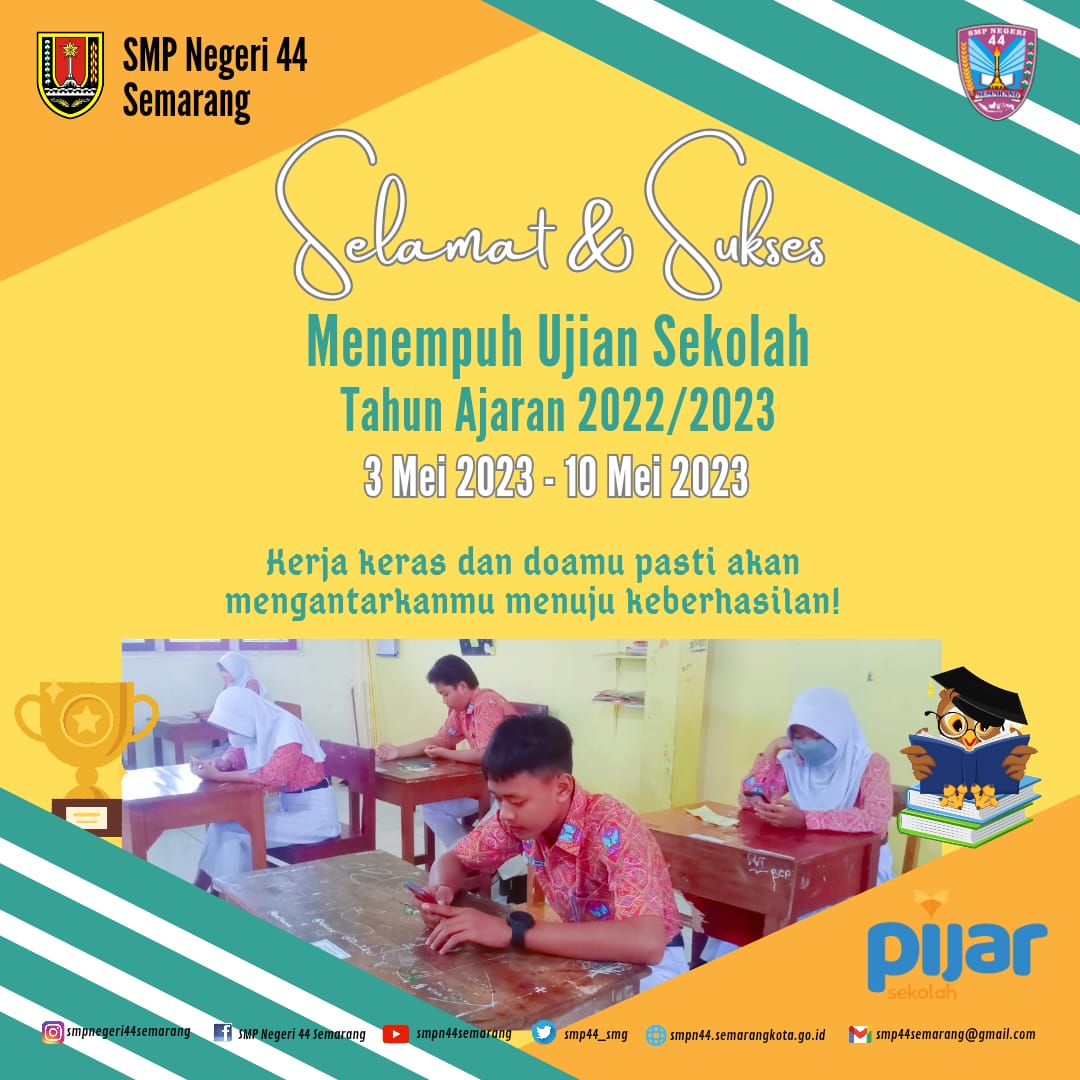 SMP Negeri 44
Semarang
SMP NEGERI
44
SEMARANG
Selamat & Sukses
Menempuh Ujian Sekolah
Tahun Ajaran 2022/2023
3 Mei 2023 - 10 Mei 2023
Kerja keras dan doamu pasti akan
mengantarkanmu menuju keberhasilan!
pijar
sekolah
smpnegeri44semarang
SMP Negeri 44 Semarang
smpn44semarang
smp44_smg
smpn44.semarangkota.go.id
smp44semarang@gmail.com